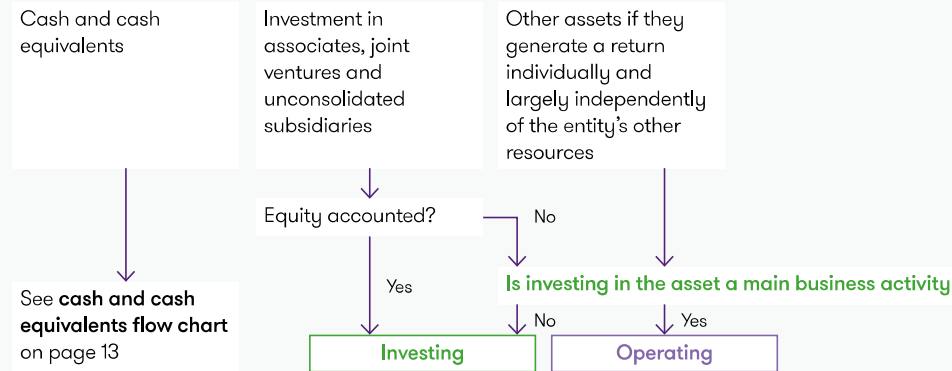 Cash and cash
equivalents
Investment in
associates, joint
ventures and
unconsolidated
subsidiaries
Other assets if they
generate a return
individually and
largely independently
of the entity's other
resources
Equity accounted?
No
Yes
Is investing in the asset a main business activity
See cash and cash
equivalents flow chart
on page 13
No
Yes
Investing
Operating